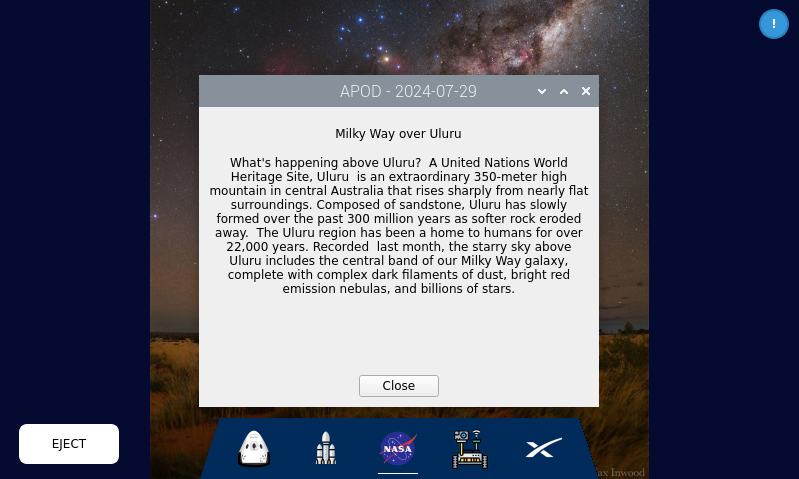 !
APOD - 2024-07-29
Milky Way over Uluru
What's happening above Uluru?  A United Nations World
Heritage Site, Uluru  is an extraordinary 350-meter high
mountain in central Australia that rises sharply from nearly flat
surroundings. Composed of sandstone, Uluru has slowly
formed over the past 300 million years as softer rock eroded
away.  The Uluru region has been a home to humans for over
22,000 years. Recorded  last month, the starry sky above
Uluru includes the central band of our Milky Way galaxy,
complete with complex dark filaments of dust, bright red
emission nebulas, and billions of stars.
Close
EJECT
NASA
Inwood